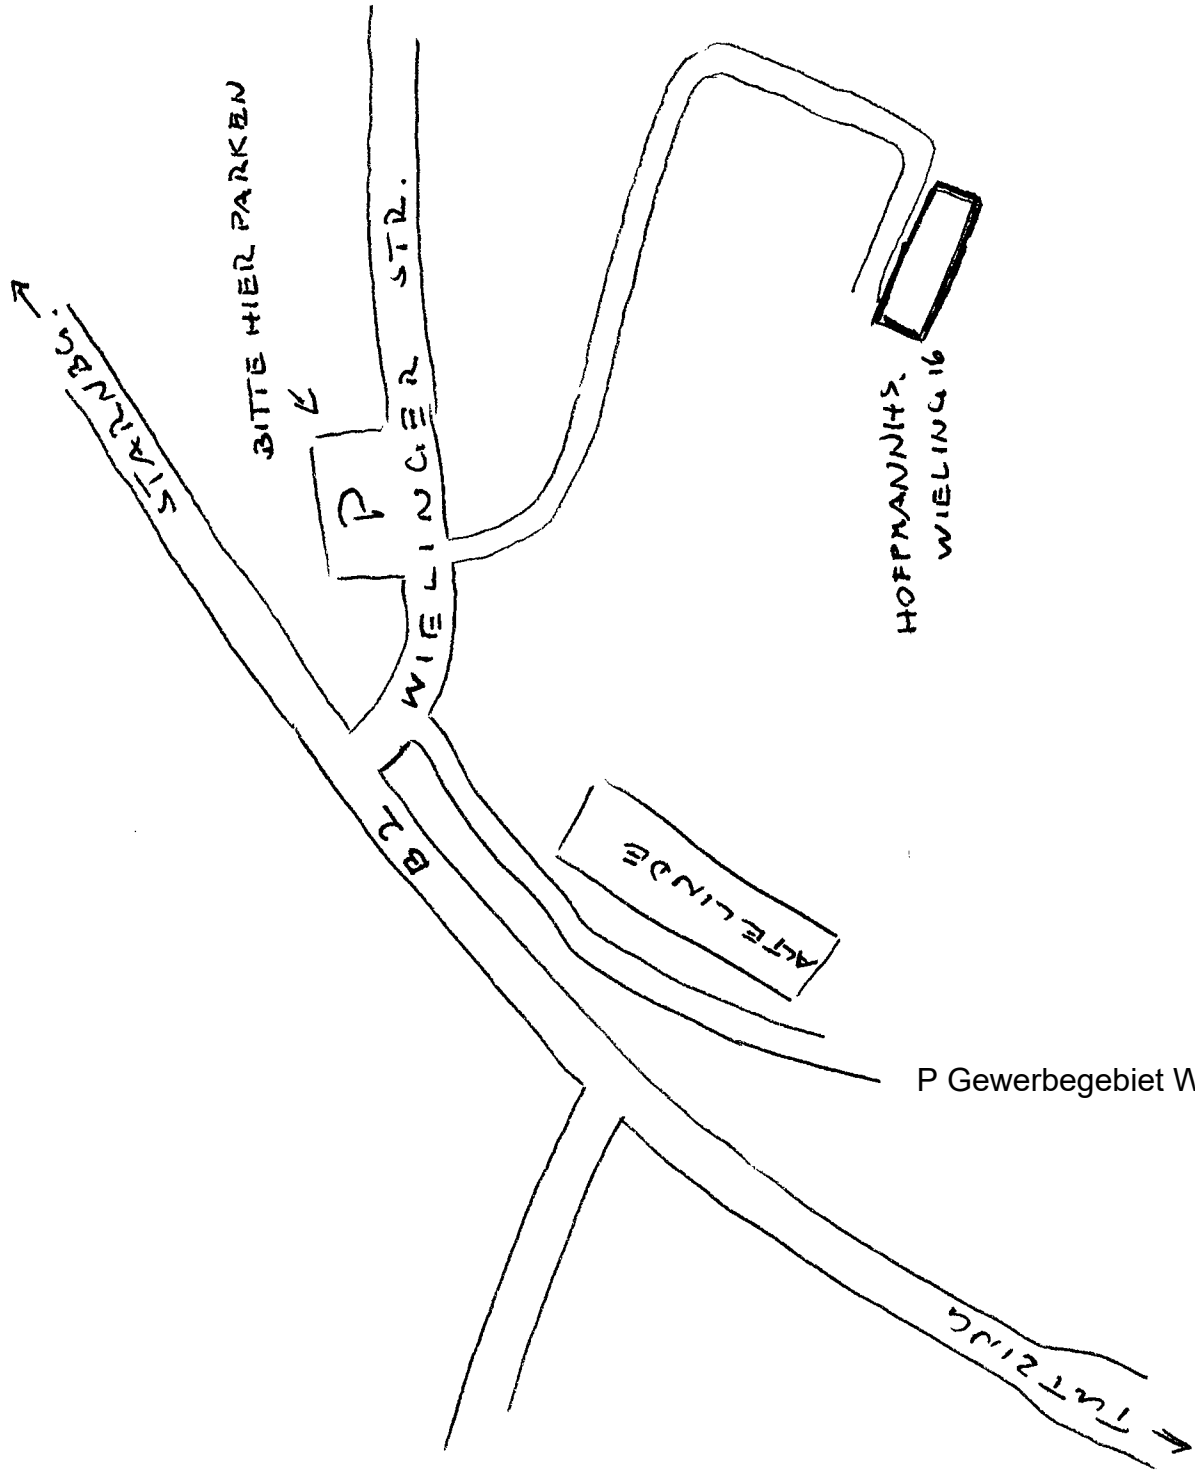 BITTE HIER PARKEN
STARNBG.
P
WIELINGER STR.
HOFFMANNHS.
WIELING 16
B2
ALTE LINDE
P Gewerbegebiet W
TUTZING